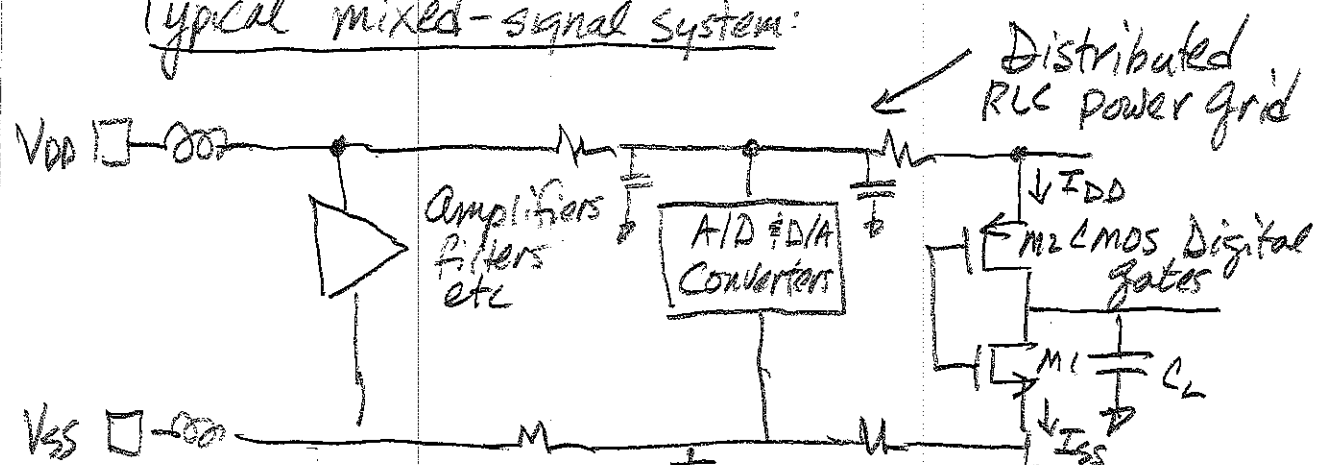 Typical mixed-signal system:
Distributed
RLC power grid
VDD
IDD
Amplifiers
filters
etc
A/D & D/A
Converters
M2 CMOS Digital
gates
M1
CL
VSS
ISS